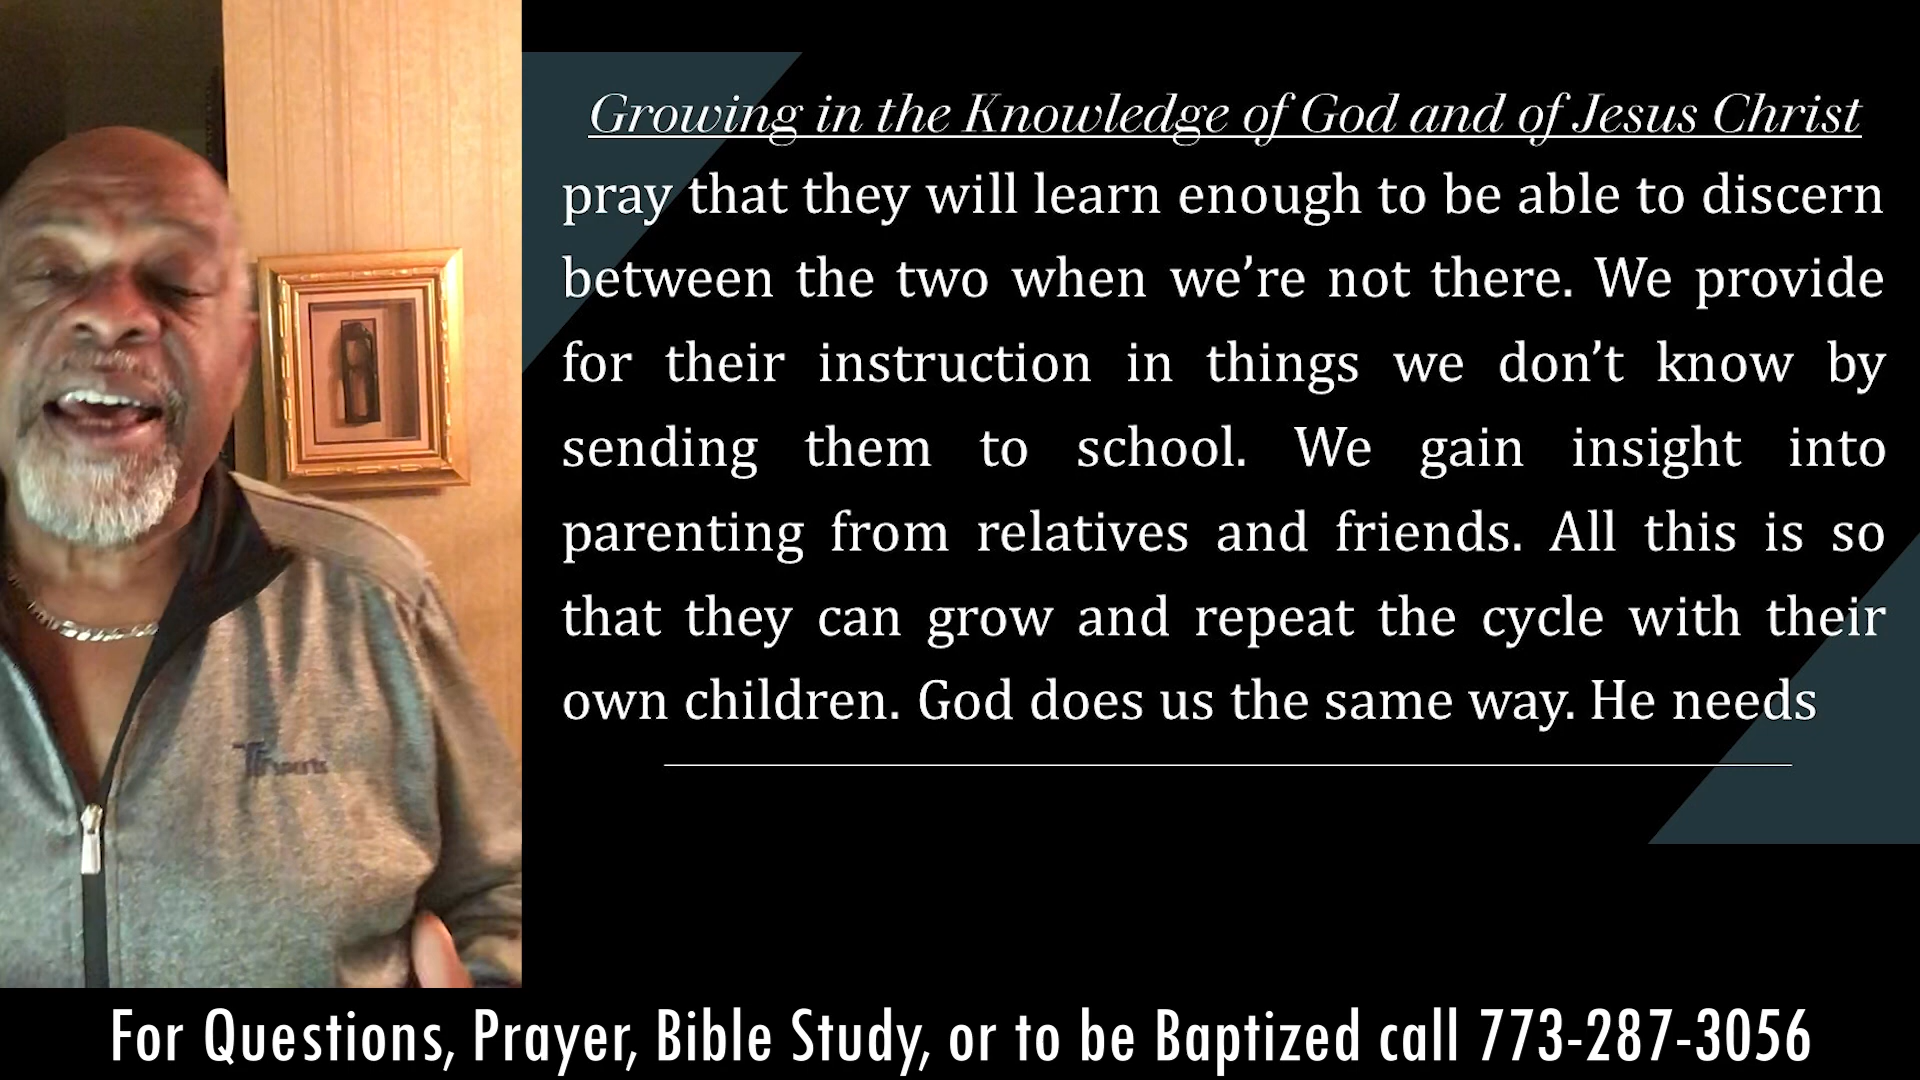 Growing in the Knowledge of God and of Jesus Christ
pray that they will learn enough to be able to discern
between the two when we’re not there. We provide
for their instruction in things we don’t know by
sending them to school. We gain insight into
parenting from relatives and friends. All this is so
that they can grow and repeat the cycle with their
own children. God does us the same way. He needs
For Questions, Prayer, Bible Study, or to be Baptized call 773-287-3056